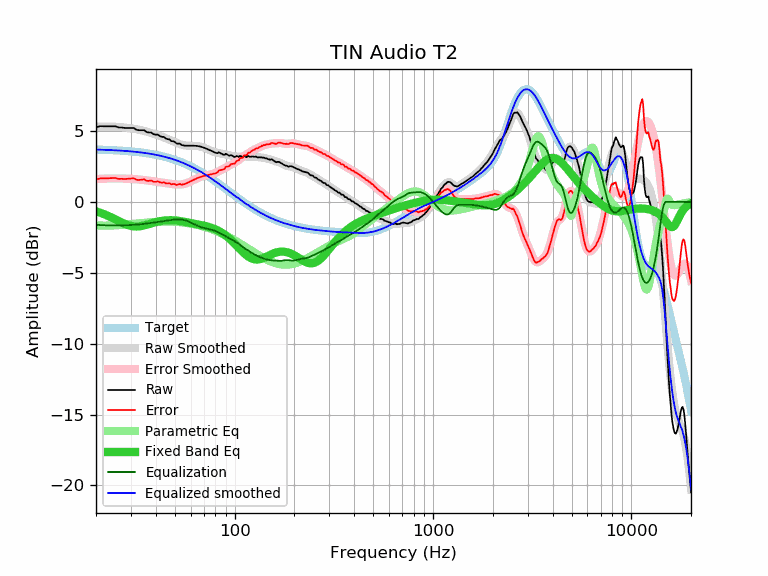 TIN Audio T2
Amplitude (dBr)
5
0
−5
−10
−15
−20
Target
Raw Smoothed
Error Smoothed
Raw
Error
Parametric Eq
Fixed Band Eq
Equalization
Equalized smoothed
100
1000
10000
Frequency (Hz)